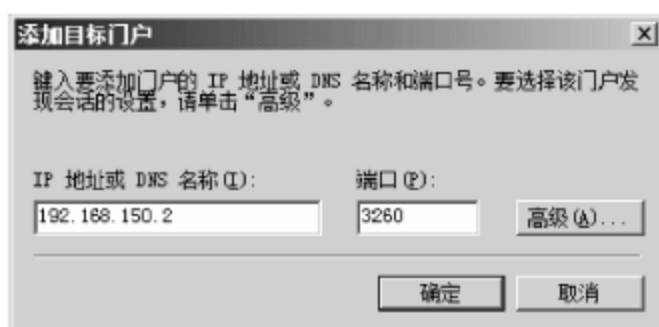 添加目标门户
键入要添加门户的 IP 地址或 DNS 名称和端口号。要选择该门户发
现会话的设置，请单击“高级”。
IP 地址或 DNS 名称(I): 端口(P):
192.168.150.2 3260 高级(A)...
确定 取消